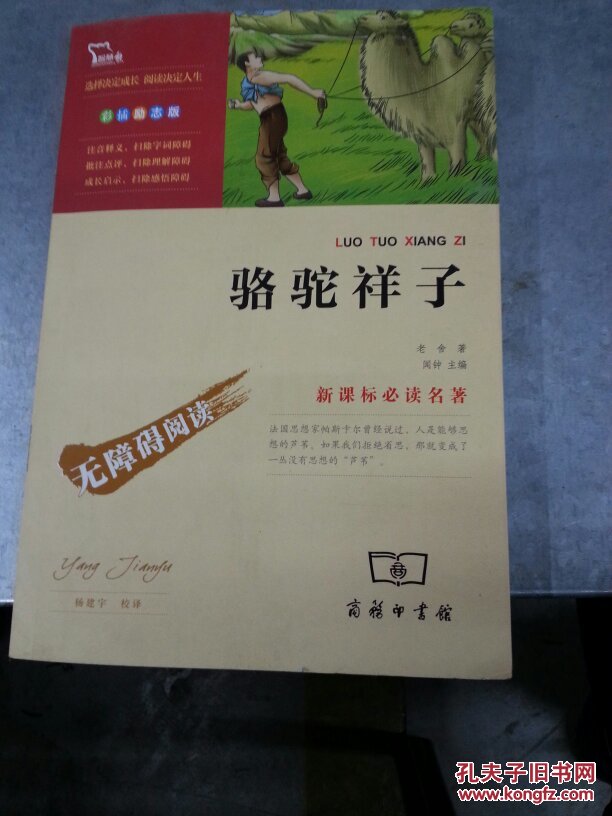 智慧熊
选择决定成长 阅读决定人生
彩插励志版
注音释义、扫除字词障碍
批注点评、扫除理解障碍
成长启示、扫除感悟障碍
LUO TUO XIANG ZI
骆驼祥子
老舍 著
闻钟 主编
新课标必读名著
法国思想家帕斯卡尔曾经说过，人是能够思
想的芦苇。如果我们拒绝省思，那就变成了
一丛没有思想的“芦苇”。
无障碍阅读
Yang Jianyu
杨建宇 校译
商
商务印书馆
孔夫子旧书网
www.kongfz.com